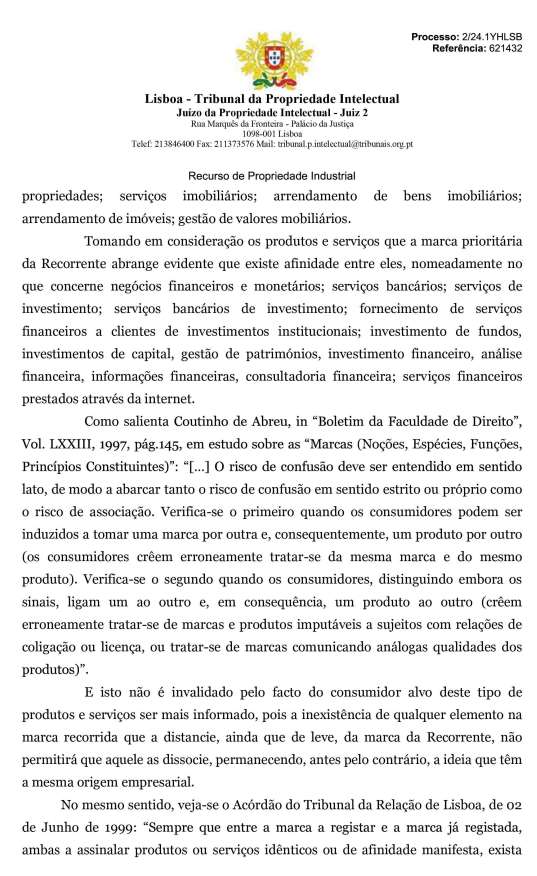 Processo: 2/24.1YHLSB
Referência: 621432
Lisboa - Tribunal da Propriedade Intelectual
Juízo da Propriedade Intelectual - Juiz 2
Rua Marquês da Fronteira - Palácio da Justiça
1098-001 Lisboa
Telef: 213846400 Fax: 211373576 Mail: tribunal.p.intelectual@tribunais.org.pt
Recurso de Propriedade Industrial
propriedades; serviços imobiliários; arrendamento de bens imobiliários;
arrendamento de imóveis; gestão de valores mobiliários.
Tomando em consideração os produtos e serviços que a marca prioritária
da Recorrente abrange evidente que existe afinidade entre eles, nomeadamente no
que concerne negócios financeiros e monetários; serviços bancários; serviços de
investimento; serviços bancários de investimento; fornecimento de serviços
financeiros a clientes de investimentos institucionais; investimento de fundos,
investimentos de capital, gestão de patrimónios, investimento financeiro, análise
financeira, informações financeiras, consultadoria financeira; serviços financeiros
prestados através da internet.
Como salienta Coutinho de Abreu, in “Boletim da Faculdade de Direito”,
Vol. LXXIII, 1997, pág.145, em estudo sobre as “Marcas (Noções, Espécies, Funções,
Princípios Constituintes)”: “[…] O risco de confusão deve ser entendido em sentido
lato, de modo a abarcar tanto o risco de confusão em sentido estrito ou próprio como
o risco de associação. Verifica-se o primeiro quando os consumidores podem ser
induzidos a tomar uma marca por outra e, consequentemente, um produto por outro
(os consumidores crêem erroneamente tratar-se da mesma marca e do mesmo
produto). Verifica-se o segundo quando os consumidores, distinguindo embora os
sinais, ligam um ao outro e, em consequência, um produto ao outro (crêem
erroneamente tratar-se de marcas e produtos imputáveis a sujeitos com relações de
coligação ou licença, ou tratar-se de marcas comunicando análogas qualidades dos
produtos)”.
E isto não é invalidado pelo facto do consumidor alvo deste tipo de
produtos e serviços ser mais informado, pois a inexistência de qualquer elemento na
marca recorrida que a distancie, ainda que de leve, da marca da Recorrente, não
permitirá que aquele as dissocie, permanecendo, antes pelo contrário, a ideia que têm
a mesma origem empresarial.
No mesmo sentido, veja-se o Acórdão do Tribunal da Relação de Lisboa, de 02
de Junho de 1999: “Sempre que entre a marca a registar e a marca já registada,
ambas a assinalar produtos ou serviços idênticos ou de afinidade manifesta, exista